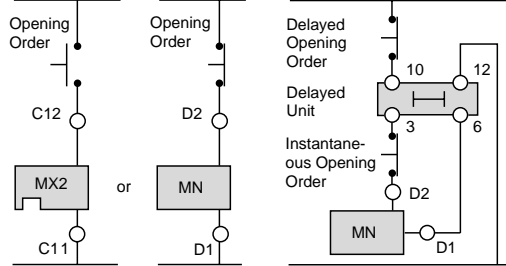 Opening
Order
C12
MX2
C11
or
Opening
Order
D2
MN
D1
Delayed
Opening
Order
10
12
Delayed
Unit
3
6
Instantane-
ous Opening
Order
D2
MN
D1